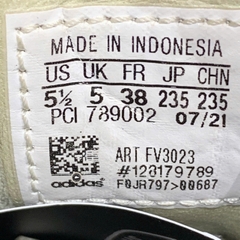 MADE IN INDONESIA
US UK FR JP CHN
5½ 5 38 235 235
PCI 789002 07/21
ART FV3023
#123179789
adidas F0JR797>00687